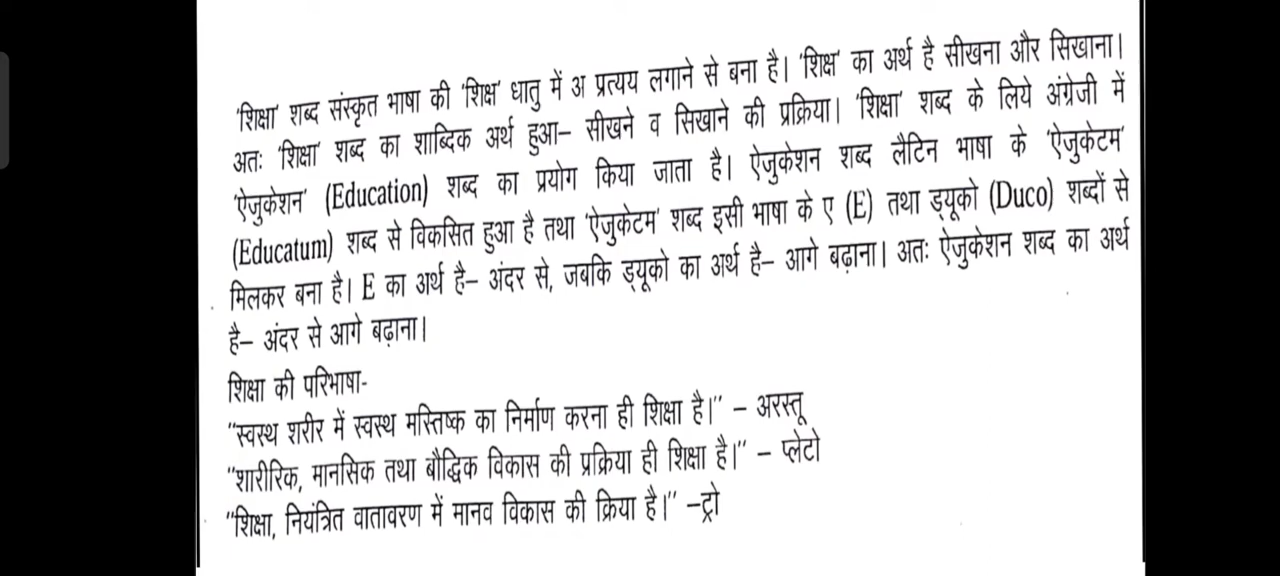 'शिक्षा' शब्द संस्कृत भाषा की 'शिक्ष' धातु में अ प्रत्यय लगाने से बना है। 'शिक्ष' का अर्थ है सीखना और सिखाना।
अतः 'शिक्षा' शब्द का शाब्दिक अर्थ हुआ– सीखने व सिखाने की प्रक्रिया। 'शिक्षा' शब्द के लिये अंग्रेजी में
'ऐजुकेशन' (Education) शब्द का प्रयोग किया जाता है। ऐजुकेशन शब्द लैटिन भाषा के 'ऐजुकेटम'
(Educatum) शब्द से विकसित हुआ है तथा 'ऐजुकेटम' शब्द इसी भाषा के ए (E) तथा ड्यूको (Duco) शब्दों से
मिलकर बना है। E का अर्थ है– अंदर से, जबकि ड्यूको का अर्थ है– आगे बढ़ाना। अतः ऐजुकेशन शब्द का अर्थ
है– अंदर से आगे बढ़ाना।
शिक्षा की परिभाषा-
"स्वस्थ शरीर में स्वस्थ मस्तिष्क का निर्माण करना ही शिक्षा है।" – अरस्तू
"शारीरिक, मानसिक तथा बौद्धिक विकास की प्रक्रिया ही शिक्षा है।" – प्लेटो
"शिक्षा, नियंत्रित वातावरण में मानव विकास की क्रिया है।" –ट्रो